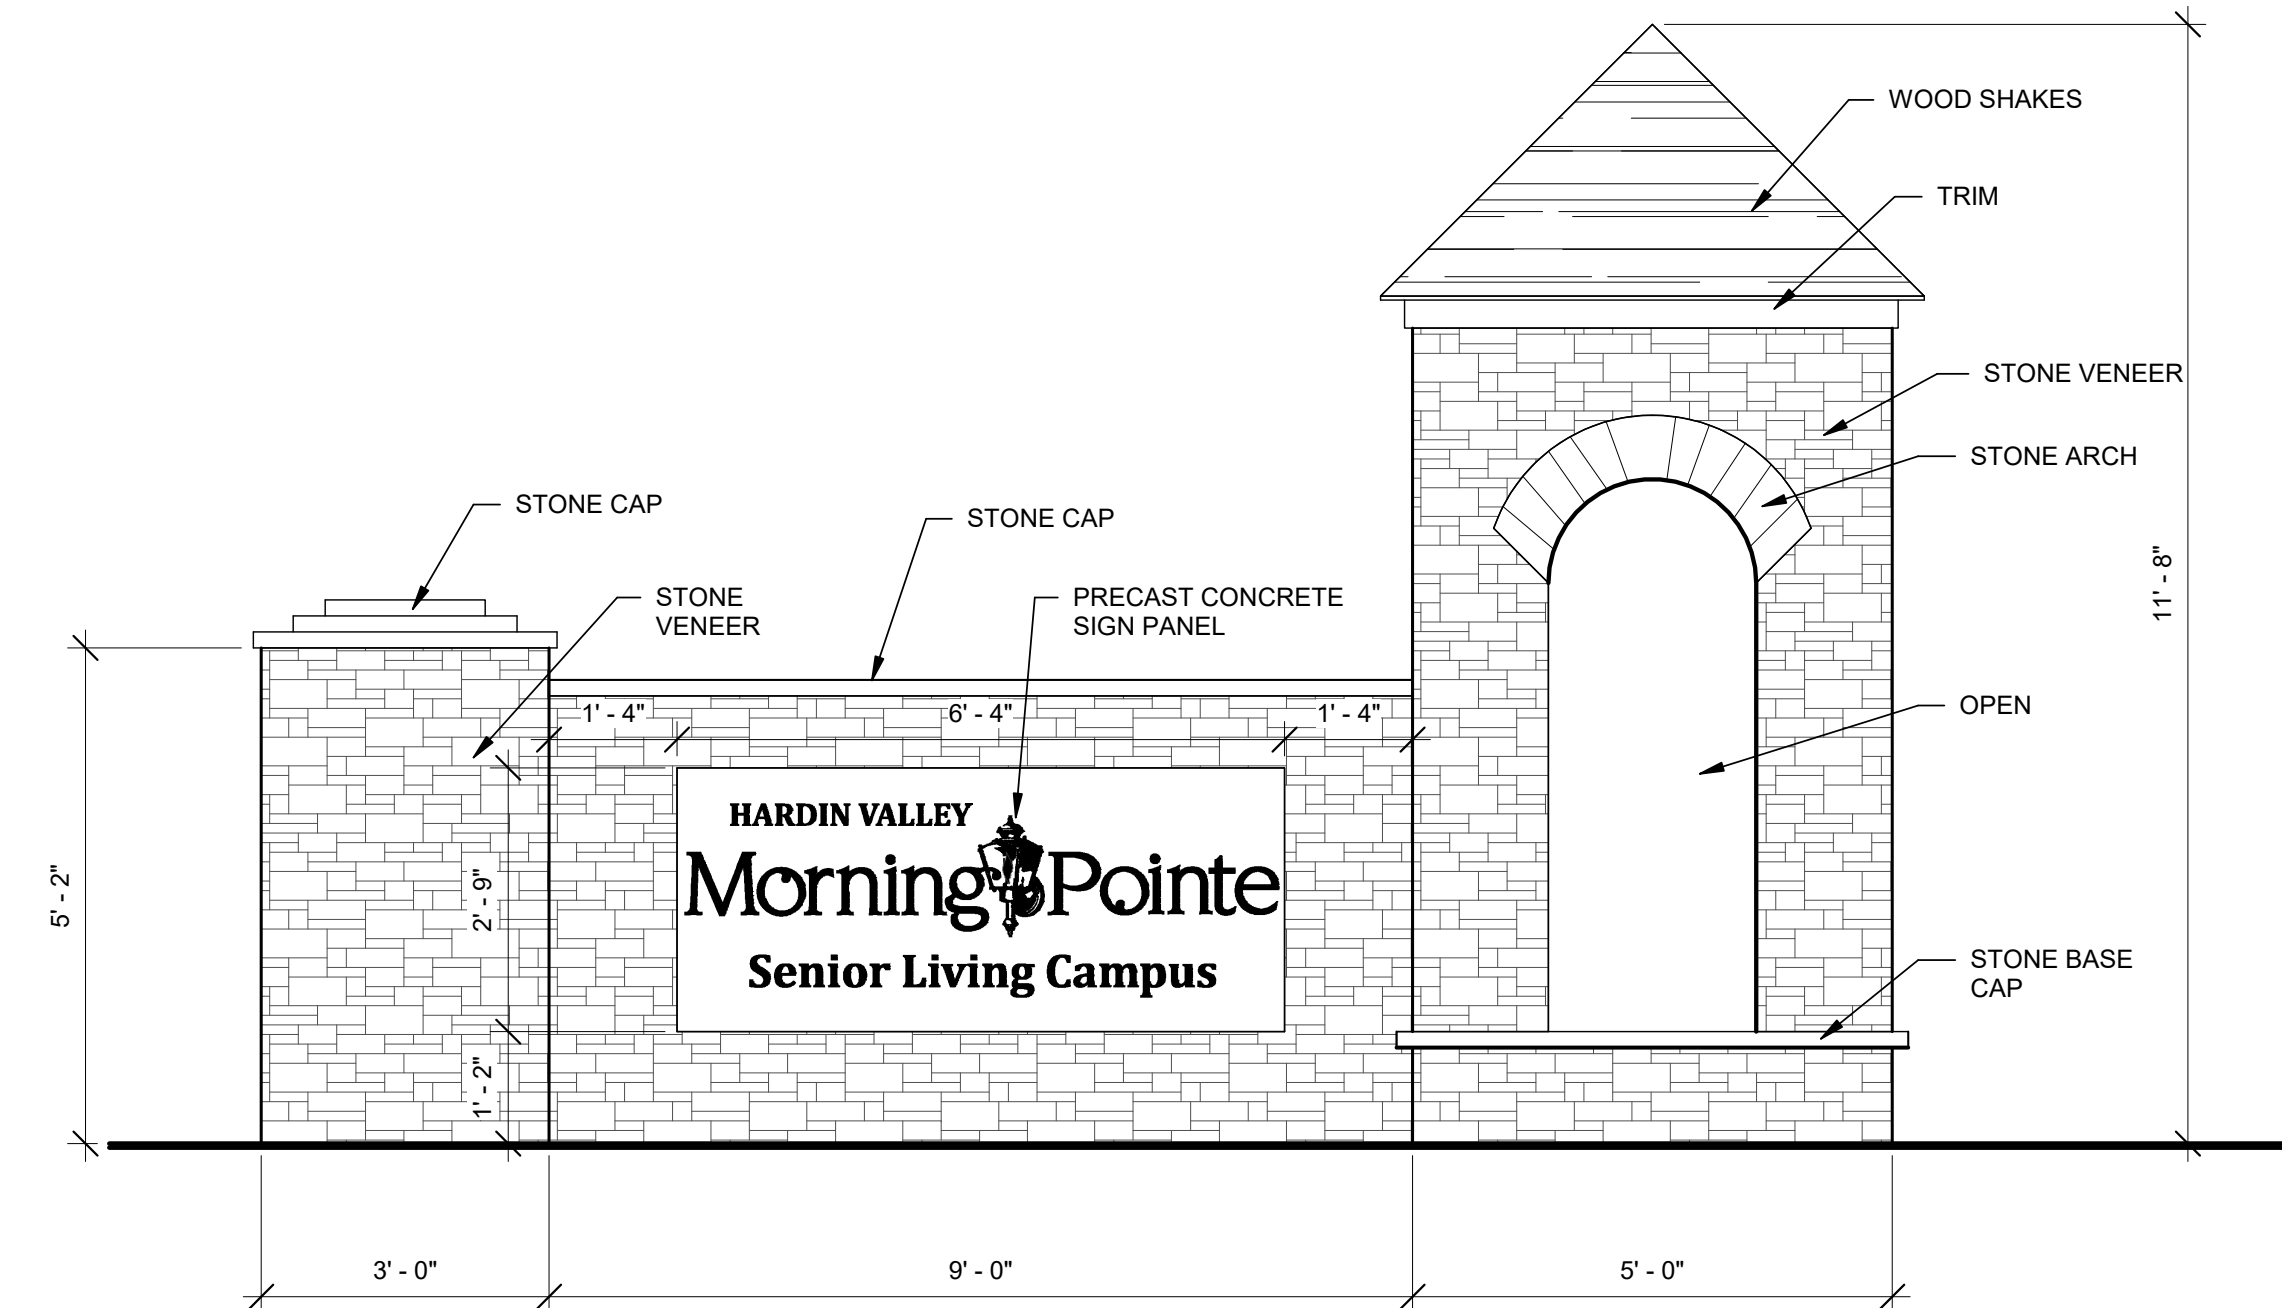 WOOD SHAKES
TRIM
STONE VENEER
STONE ARCH
STONE CAP
STONE CAP
STONE
VENEER
PRECAST CONCRETE
SIGN PANEL
11' - 8"
OPEN
1' - 4"
6' - 4"
1' - 4"
HARDIN VALLEY
Morning Pointe
Senior Living Campus
5' - 2"
2' - 9"
STONE BASE
CAP
1' - 2"
3' - 0"
9' - 0"
5' - 0"